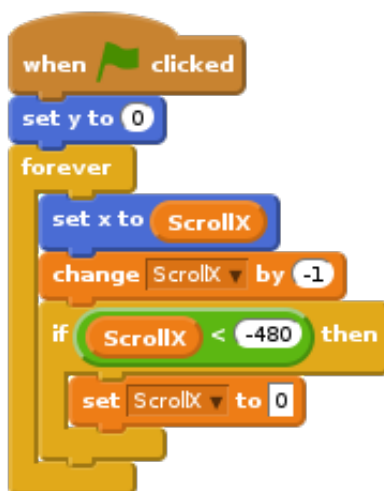 when clicked
set y to 0
forever
set x to ScrollX
change ScrollX by -1
if ScrollX < -480 then
set ScrollX to 0